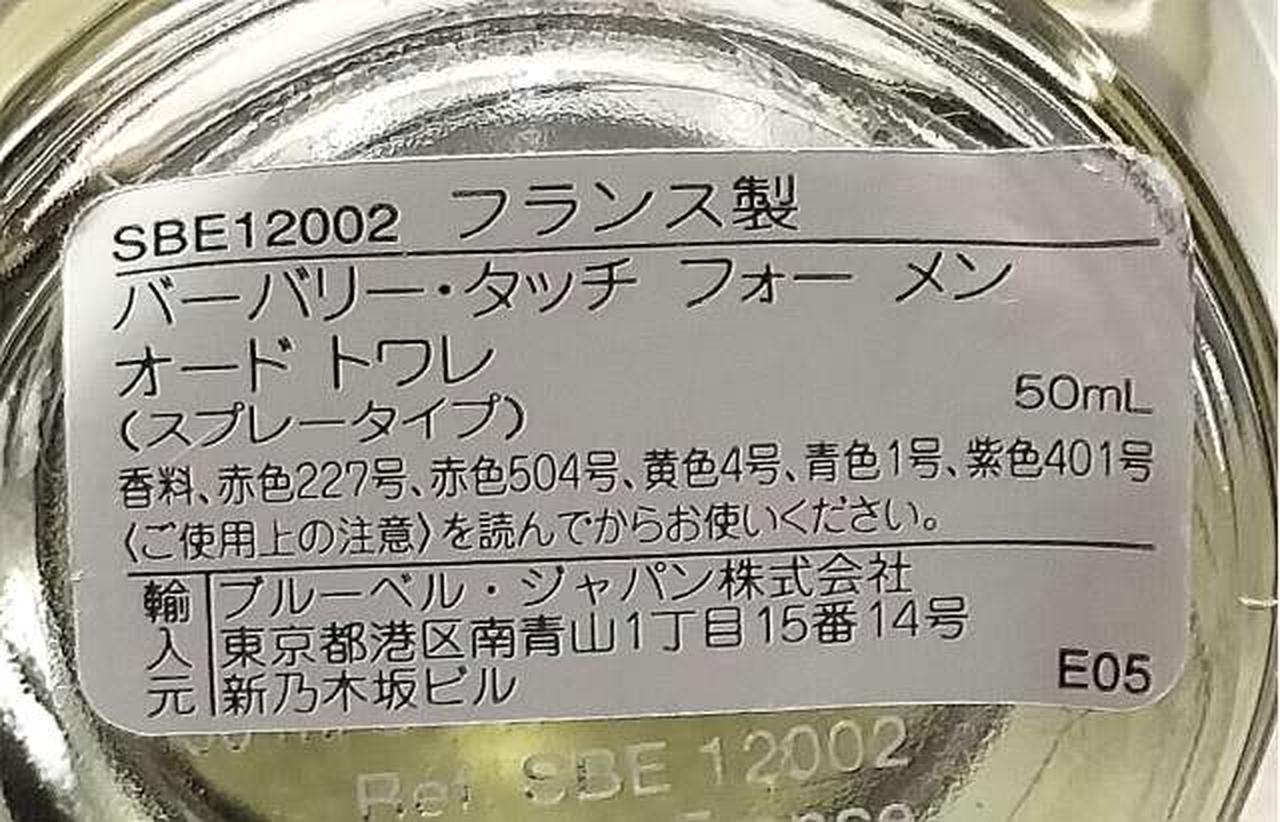 SBE12002 フランス製
バーバリー・タッチ フォー メン
オード トワレ
(スプレータイプ) 50mL
香料、赤色227号、赤色504号、黄色4号、青色1号、紫色401号
〈ご使用上の注意〉を読んでからお使いください。
輸入元 ブルーベル・ジャパン株式会社
東京都港区南青山1丁目15番14号
新乃木坂ビル E05
Ref SBE 12002